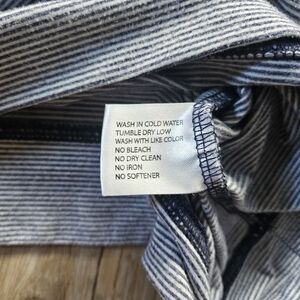 WASH IN COLD WATER
TUMBLE DRY LOW
WASH WITH LIKE COLOR
NO BLEACH
NO DRY CLEAN
NO IRON
NO SOFTENER